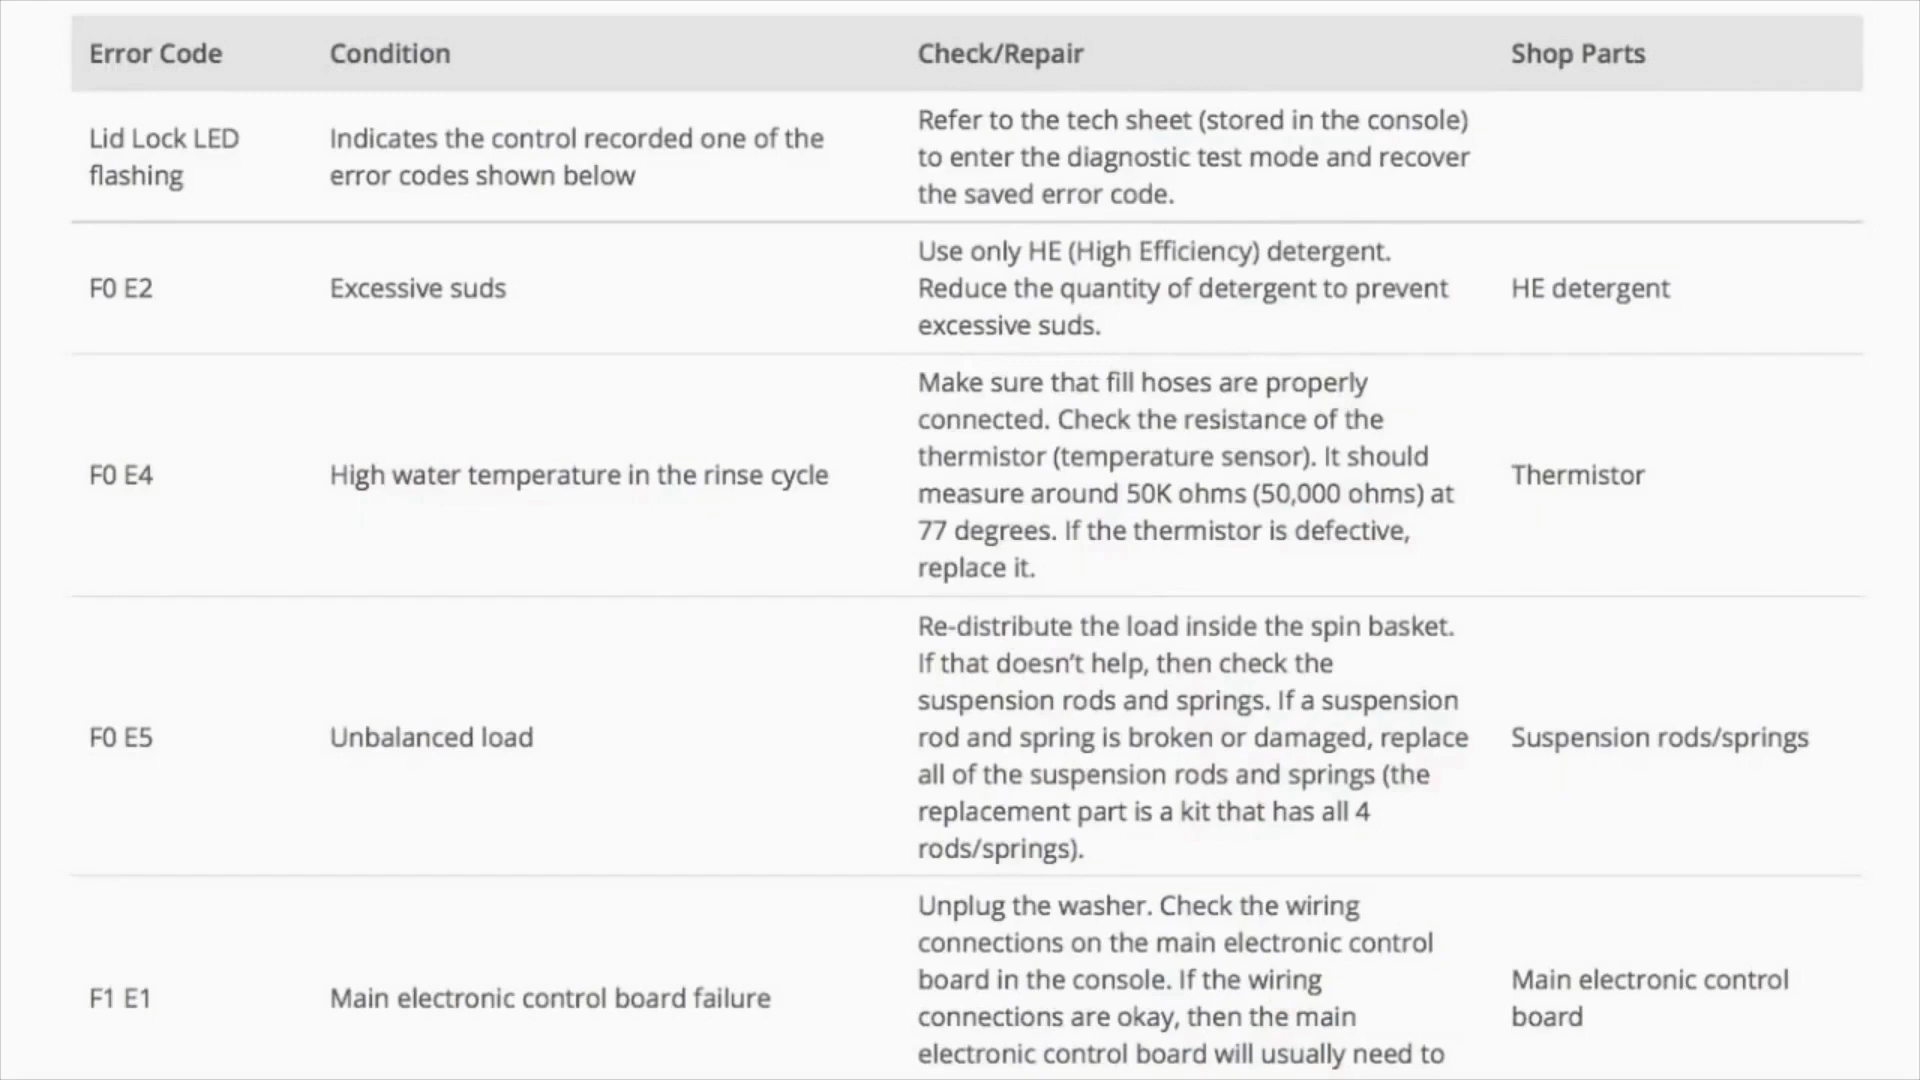 Error Code Condition Check/Repair Shop Parts
Lid Lock LED
flashing
Indicates the control recorded one of the
error codes shown below
Refer to the tech sheet (stored in the console)
to enter the diagnostic test mode and recover
the saved error code.
F0 E2
Excessive suds
Use only HE (High Efficiency) detergent.
Reduce the quantity of detergent to prevent
excessive suds.
HE detergent
F0 E4
High water temperature in the rinse cycle
Make sure that fill hoses are properly
connected. Check the resistance of the
thermistor (temperature sensor). It should
measure around 50K ohms (50,000 ohms) at
77 degrees. If the thermistor is defective,
replace it.
Thermistor
F0 E5
Unbalanced load
Re-distribute the load inside the spin basket.
If that doesn’t help, then check the
suspension rods and springs. If a suspension
rod and spring is broken or damaged, replace
all of the suspension rods and springs (the
replacement part is a kit that has all 4
rods/springs).
Suspension rods/springs
F1 E1
Main electronic control board failure
Unplug the washer. Check the wiring
connections on the main electronic control
board in the console. If the wiring
connections are okay, then the main
electronic control board will usually need to
Main electronic control
board